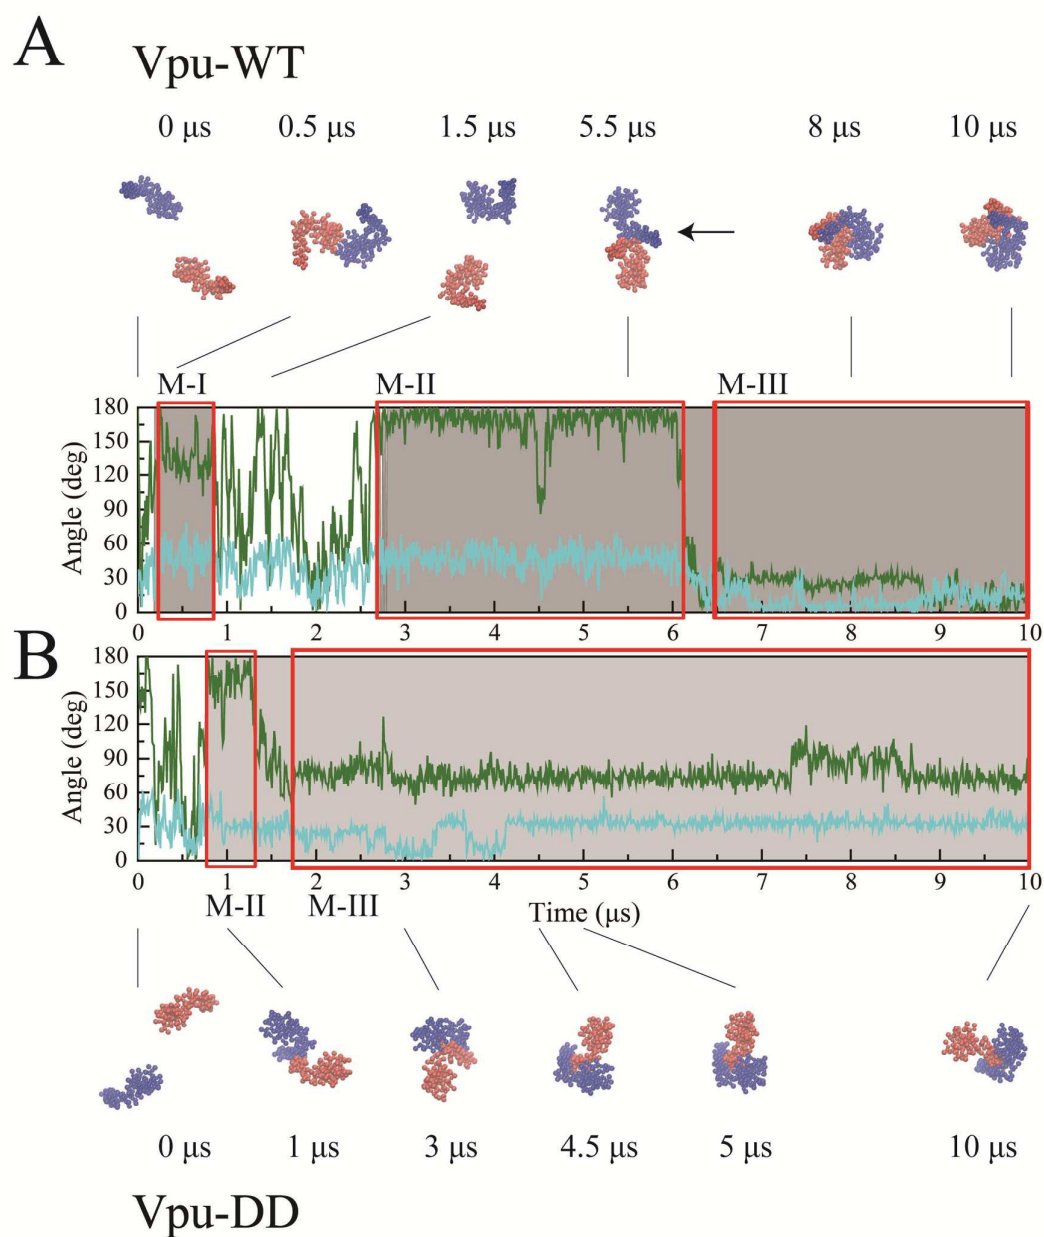 A
Vpu-WT
0 μs 0.5 μs 1.5 μs 5.5 μs 8 μs 10 μs
M-I M-II M-III
180
150
120
90
60
30
0
Angle (deg)
0 1 2 3 4 5 6 7 8 9 10
B
180
150
120
90
60
30
0
Angle (deg)
0 1 2 3 4 5 6 7 8 9 10
M-II M-III Time (μs)
0 μs 1 μs 3 μs 4.5 μs 5 μs 10 μs
Vpu-DD